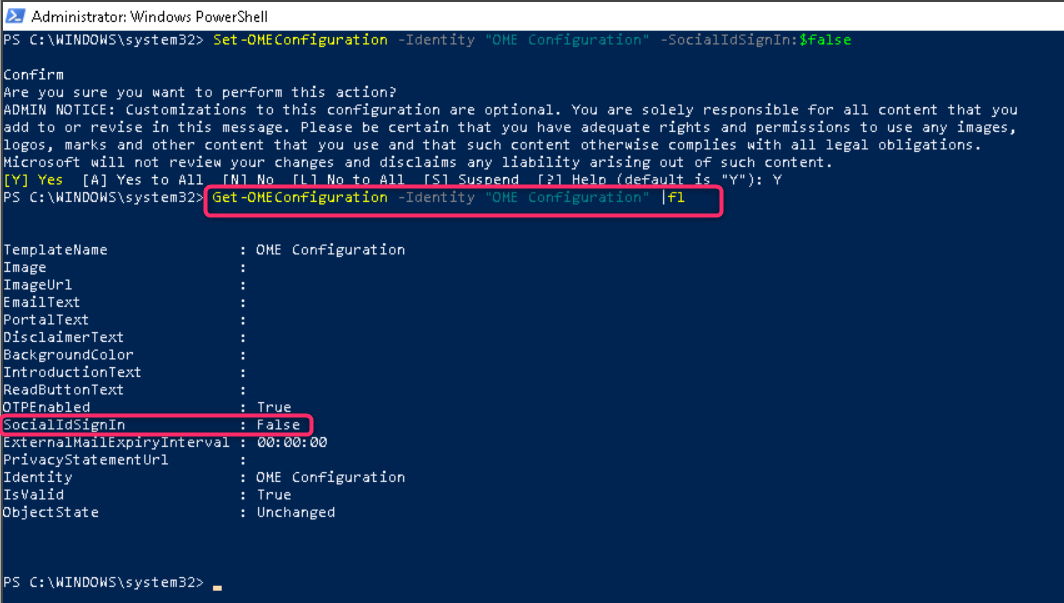 Administrator: Windows PowerShell
PS C:\WINDOWS\system32> Set-OMEConfiguration -Identity "OME Configuration" -SocialIdSignIn:$false
Confirm
Are you sure you want to perform this action?
ADMIN NOTICE: Customizations to this configuration are optional. You are solely responsible for all content that you
add to or revise in this message. Please be certain that you have adequate rights and permissions to use any images,
logos, marks and other content that you use and that such content otherwise complies with all legal obligations.
Microsoft will not review your changes and disclaims any liability arising out of such content.
[Y] Yes  [A] Yes to All  [N] No  [L] No to All  [S] Suspend  [?] Help (default is "Y"): Y
PS C:\WINDOWS\system32> Get-OMEConfiguration -Identity "OME Configuration" |fl
TemplateName : OME Configuration
Image :
ImageUrl :
EmailText :
PortalText :
DisclaimerText :
BackgroundColor :
IntroductionText :
ReadButtonText :
OTPEnabled : True
SocialIdSignIn : False
ExternalMailExpiryInterval : 00:00:00
PrivacyStatementUrl :
Identity : OME Configuration
IsValid : True
ObjectState : Unchanged
PS C:\WINDOWS\system32>